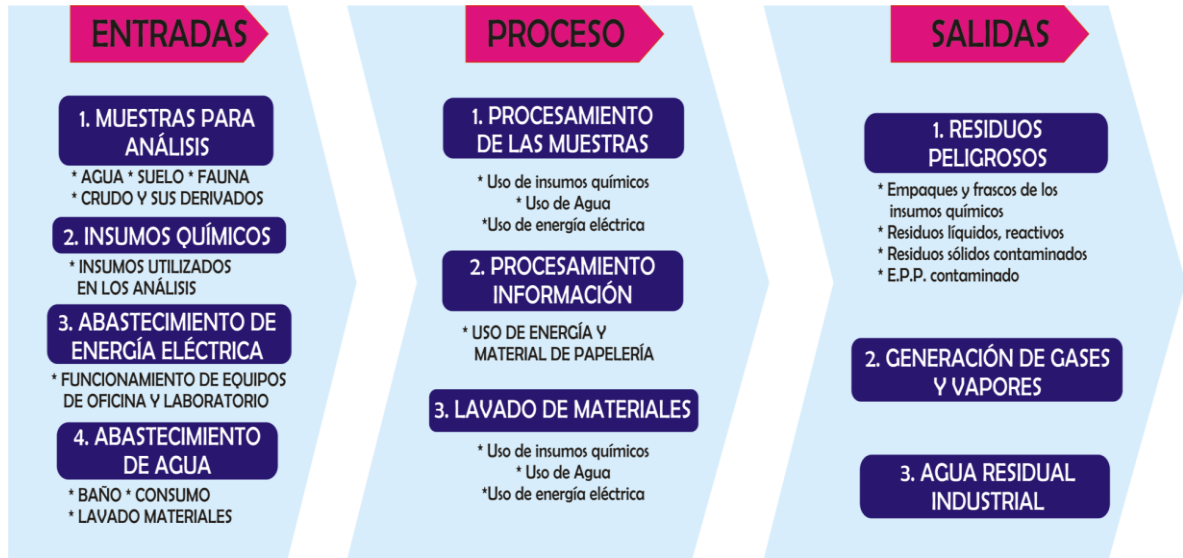 ENTRADAS
1. MUESTRAS PARA
ANÁLISIS
* AGUA * SUELO * FAUNA
* CRUDO Y SUS DERIVADOS
2. INSUMOS QUÍMICOS
* INSUMOS UTILIZADOS
EN LOS ANÁLISIS
3. ABASTECIMIENTO DE
ENERGÍA ELÉCTRICA
* FUNCIONAMIENTO DE EQUIPOS
DE OFICINA Y LABORATORIO
4. ABASTECIMIENTO
DE AGUA
* BAÑO * CONSUMO
* LAVADO MATERIALES
PROCESO
1. PROCESAMIENTO
DE LAS MUESTRAS
* Uso de insumos químicos
* Uso de Agua
*Uso de energía eléctrica
2. PROCESAMIENTO
INFORMACIÓN
* USO DE ENERGÍA Y
MATERIAL DE PAPELERÍA
3. LAVADO DE MATERIALES
* Uso de insumos químicos
* Uso de Agua
*Uso de energía eléctrica
SALIDAS
1. RESIDUOS
PELIGROSOS
* Empaques y frascos de los
insumos químicos
* Residuos líquidos, reactivos
* Residuos sólidos contaminados
* E.P.P. contaminado
2. GENERACIÓN DE GASES
Y VAPORES
3. AGUA RESIDUAL
INDUSTRIAL